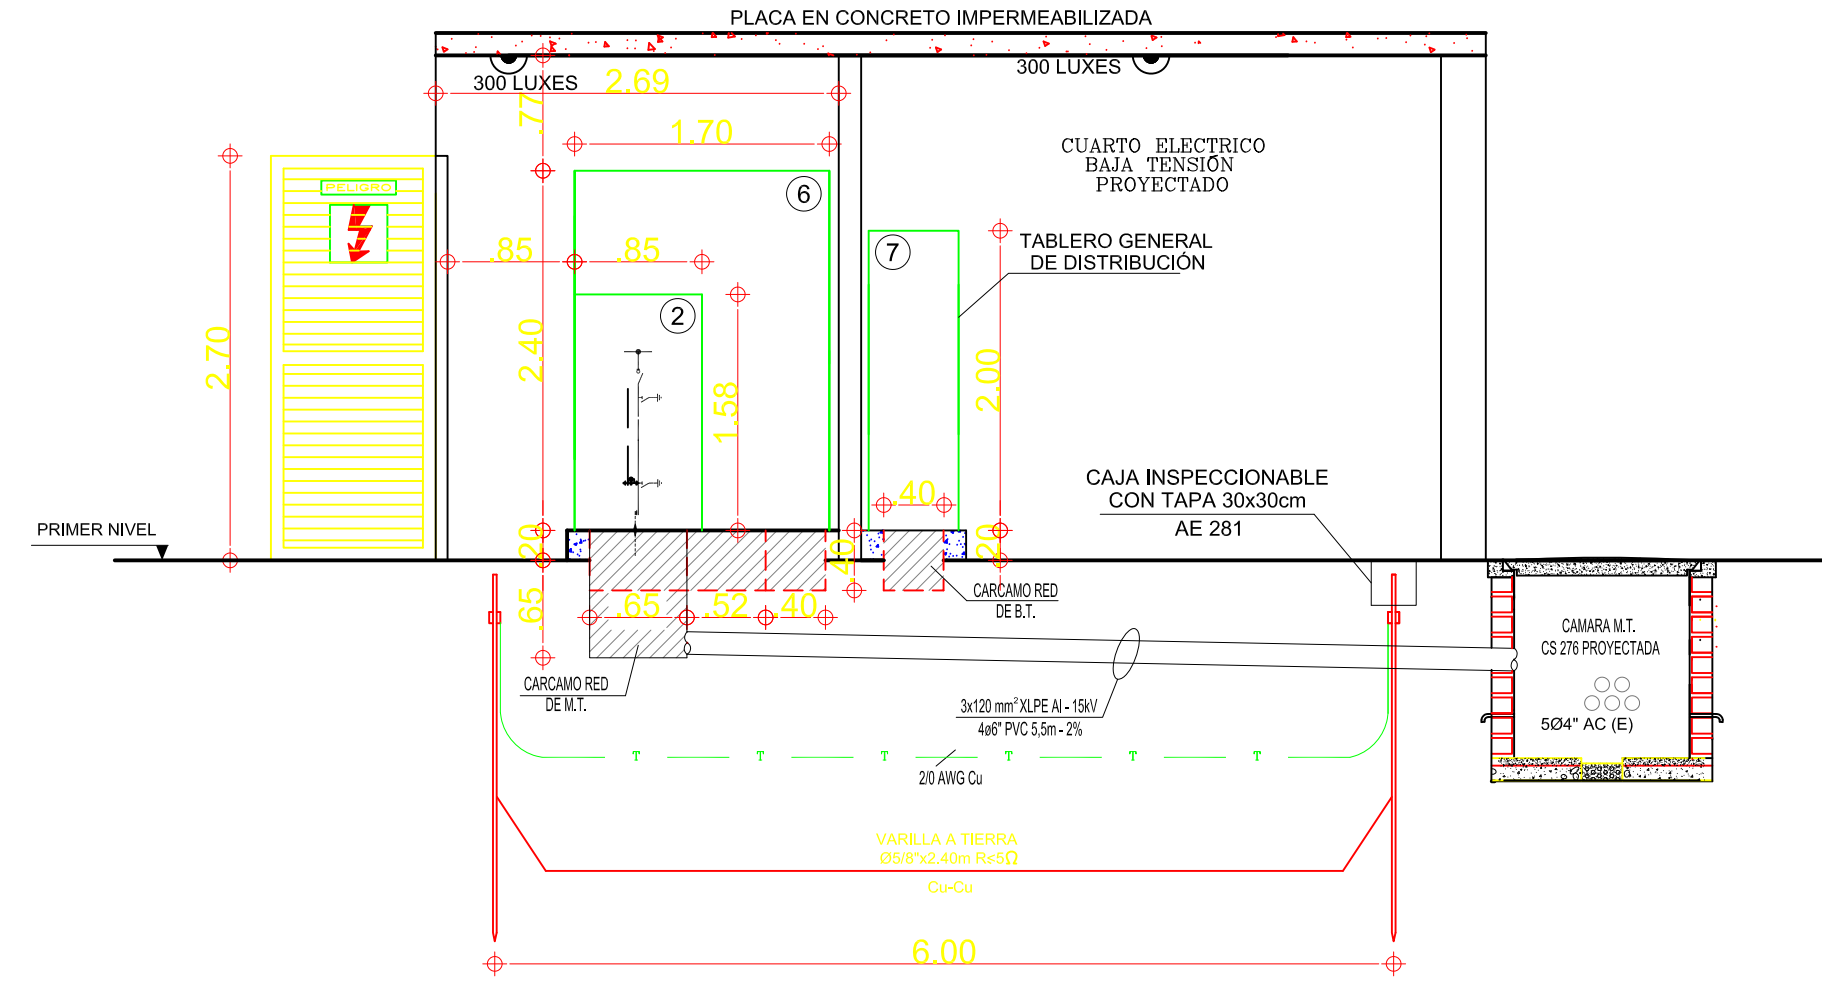 PLACA EN CONCRETO IMPERMEABILIZADA
300 LUXES
300 LUXES
2.69
.77
1.70
CUARTO ELECTRICO
BAJA TENSIÓN
PROYECTADO
PELIGRO
6
7
TABLERO GENERAL
DE DISTRIBUCIÓN
.85
.85
2
2.70
2.40
1.58
2.00
.40
CAJA INSPECCIONABLE
CON TAPA 30x30cm
AE 281
PRIMER NIVEL
.20
.40
.20
.65
.65
.52
.40
CARCAMO RED
DE B.T.
CARCAMO RED
DE M.T.
CAMARA M.T.
CS 276 PROYECTADA
5Ø4" AC (E)
3x120 mm² XLPE Al - 15kV
4ø6" PVC 5,5m - 2%
T T T T T T
2/0 AWG Cu
VARILLA A TIERRA
Ø5/8"x2.40m R≤5Ω
Cu-Cu
6.00